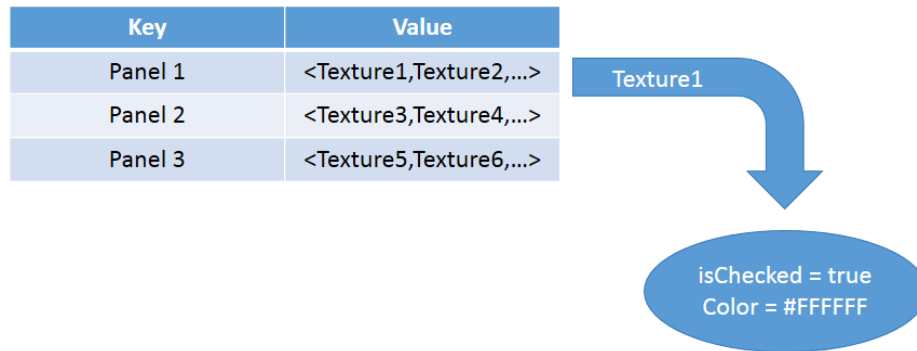 Key Value
Panel 1 <Texture1,Texture2,...>
Panel 2 <Texture3,Texture4,...>
Panel 3 <Texture5,Texture6,...>
Texture1
isChecked = true
Color = #FFFFFF